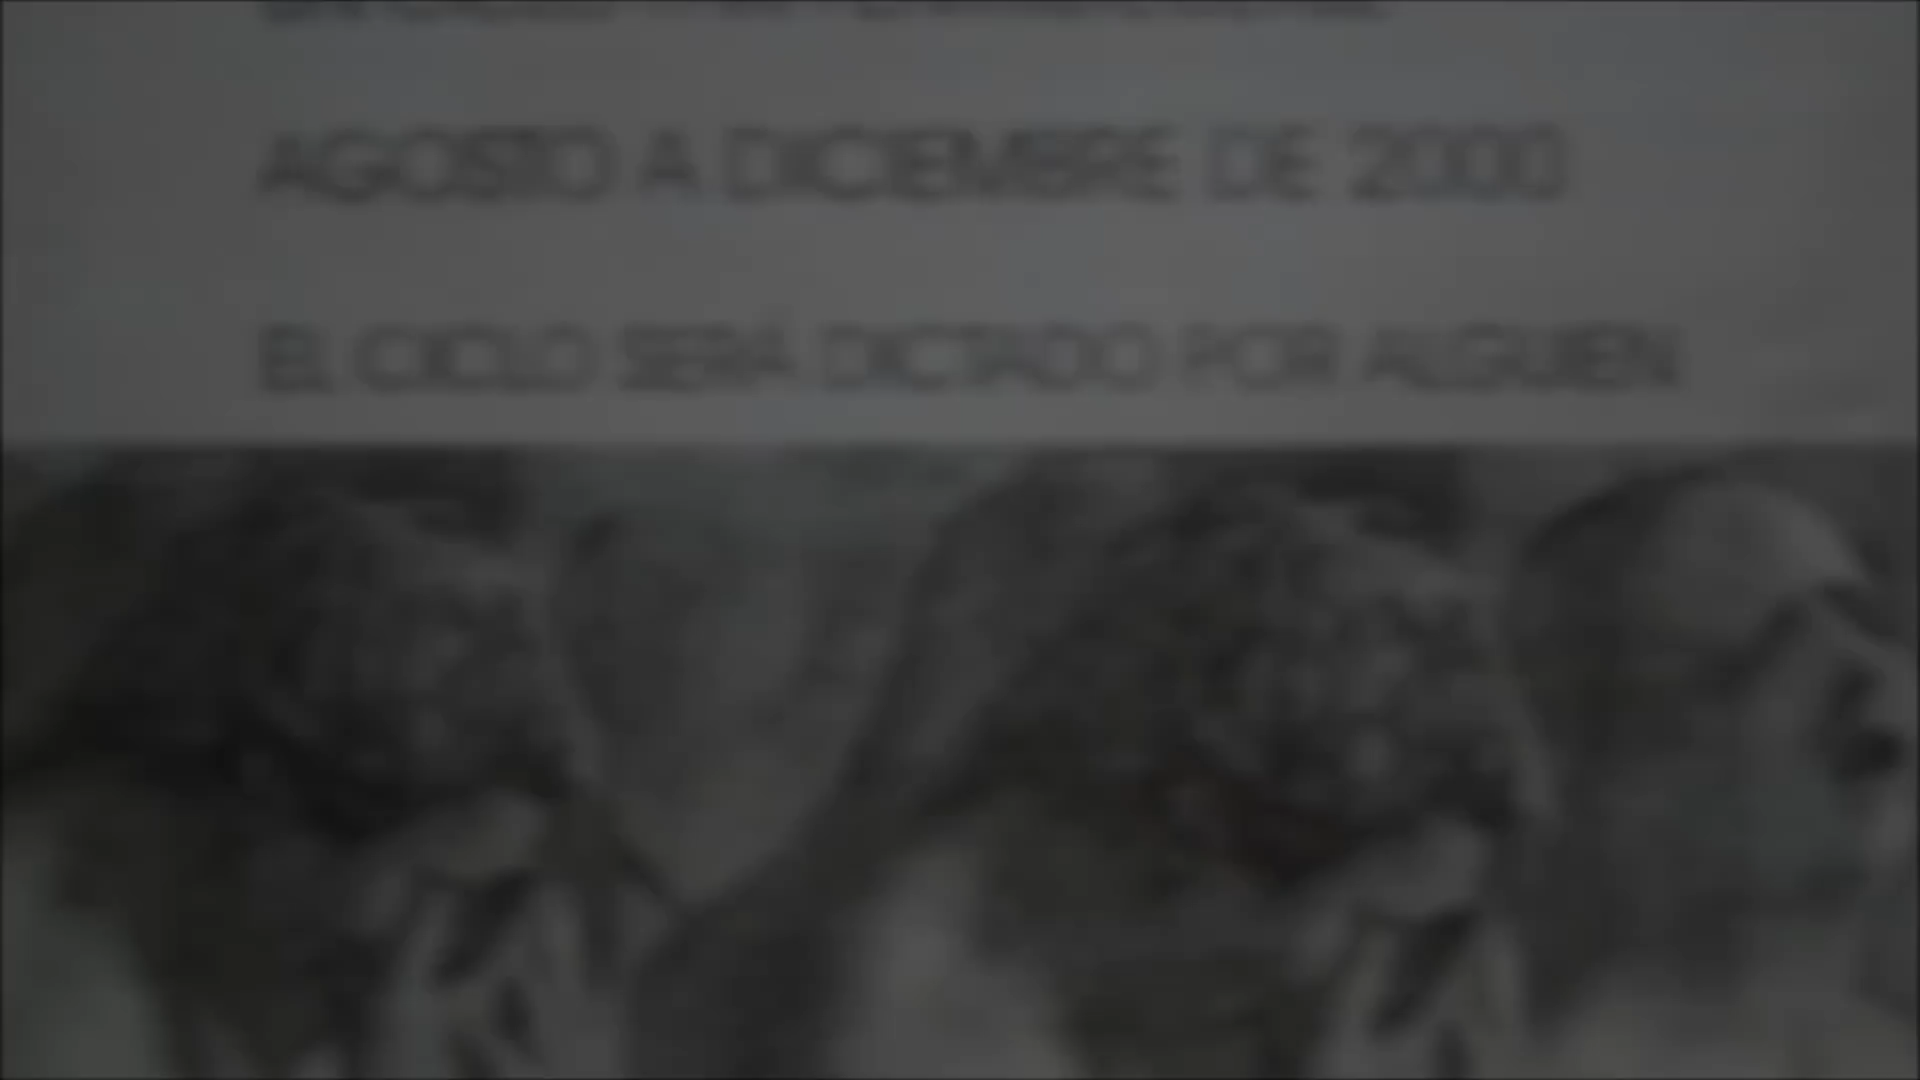 AGOSTO A DICIEMBRE DE 2000
EL CICLO SERÁ DICTADO POR ALGUIEN